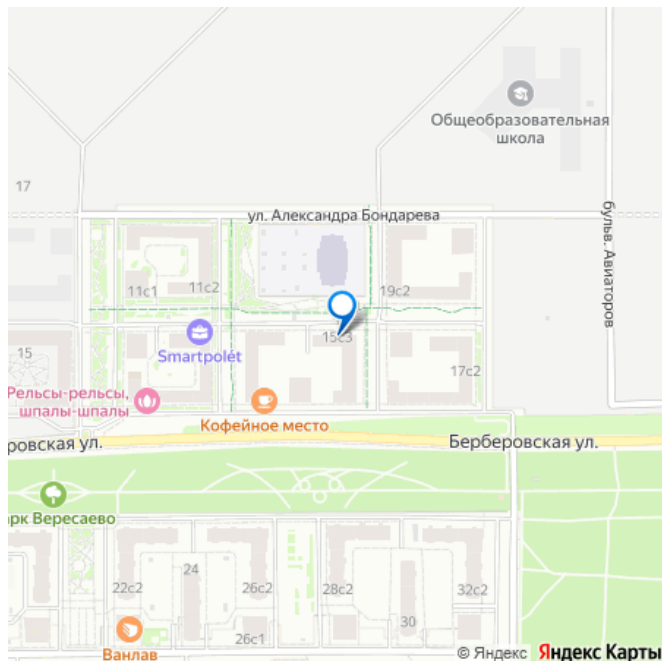 Общеобразовательная
школа
17
ул. Александра Бондарева
бульв. Авиаторов
11с1
11с2
19с2
15с3
15
Smartpolét
17с2
Рельсы-рельсы,
шпалы-шпалы
Кофейное место
ровская ул.
Берберовская ул.
арк Вересаево
22с2
24
26с2
28с2
32с2
30
26с1
Ванлав
© Яндекс Яндекс Карты